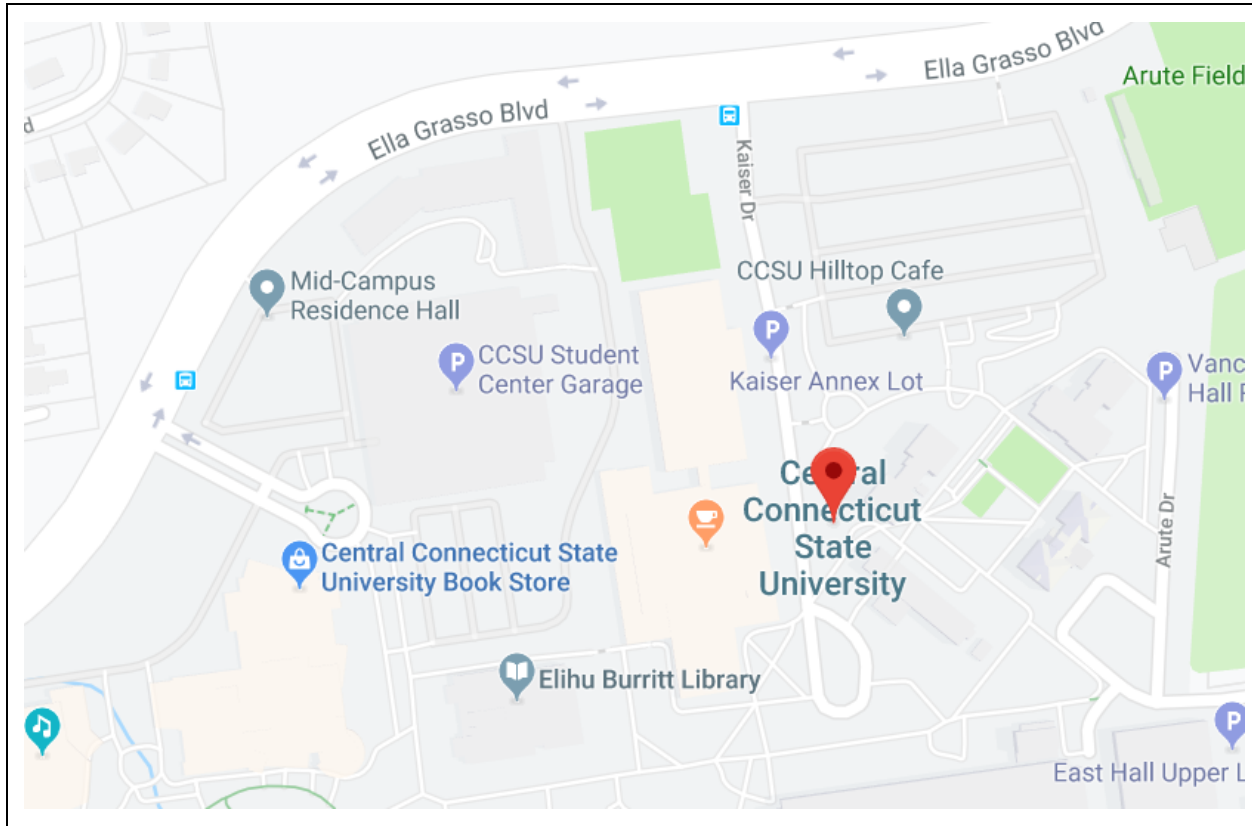 Ella Grasso Blvd
Arute Field
Ella Grasso Blvd
d
Kaiser Dr
CCSU Hilltop Cafe
Mid-Campus
Residence Hall
P
CCSU Student
Center Garage
P
Kaiser Annex Lot
P
Vanc
Hall
Central
Connecticut
State
University
Arute Dr
Central Connecticut State
University Book Store
Elihu Burritt Library
P
East Hall Upper L